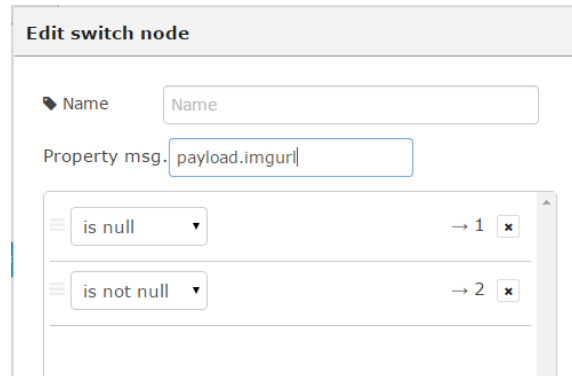 Edit switch node
Name Name
Property msg. payload.imgurl
is null → 1 x
is not null → 2 x